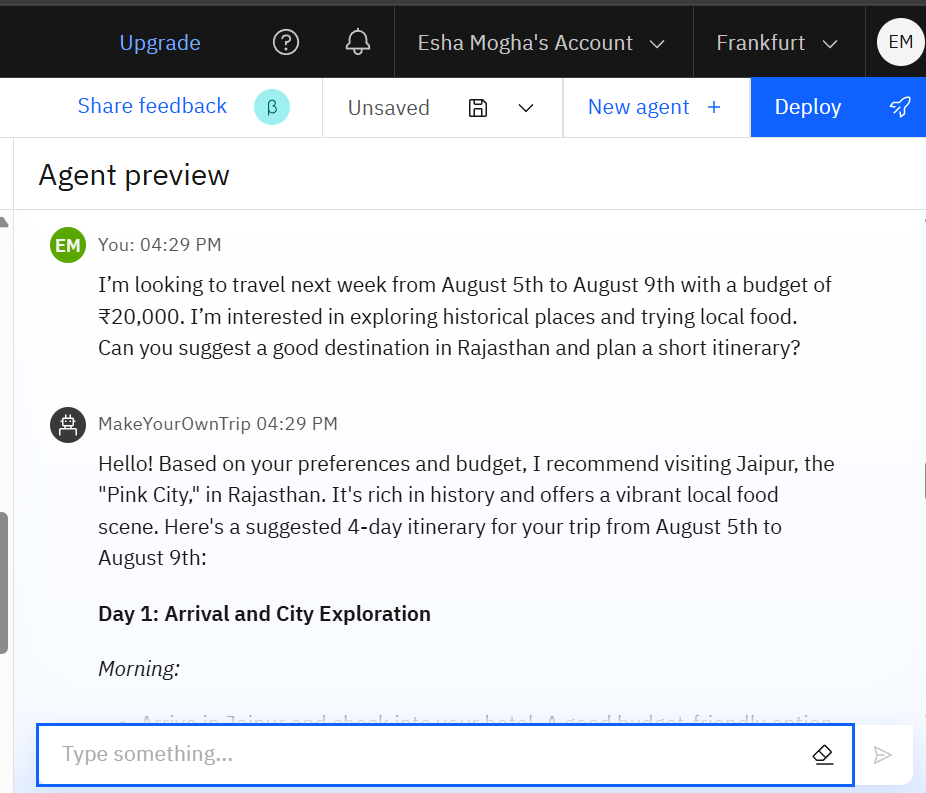 Upgrade
Esha Mogha's Account
Frankfurt
EM
Share feedback
β
Unsaved
New agent +
Deploy
Agent preview
EM
You: 04:29 PM
I’m looking to travel next week from August 5th to August 9th with a budget of
₹20,000. I’m interested in exploring historical places and trying local food.
Can you suggest a good destination in Rajasthan and plan a short itinerary?
MakeYourOwnTrip 04:29 PM
Hello! Based on your preferences and budget, I recommend visiting Jaipur, the
"Pink City," in Rajasthan. It's rich in history and offers a vibrant local food
scene. Here's a suggested 4-day itinerary for your trip from August 5th to
August 9th:
Day 1: Arrival and City Exploration
Morning:
Arrive in Jaipur and check into your hotel. A good budget-friendly option
Type something...